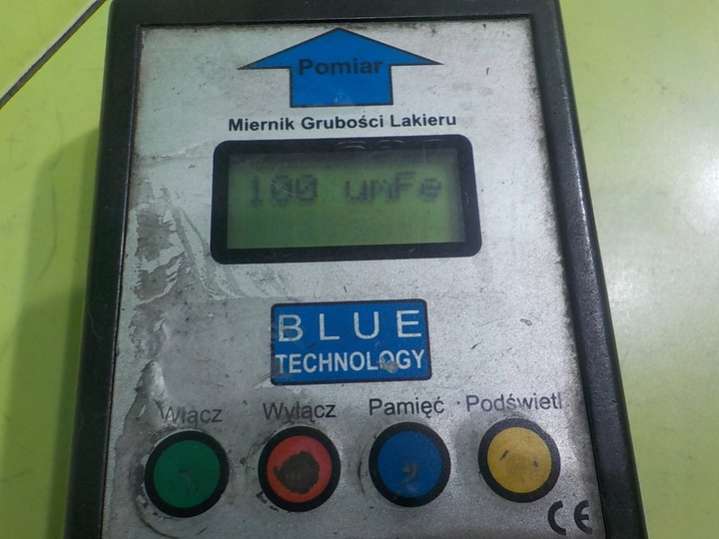 Pomiar
Miernik Grubości Lakieru
100 umFe
BLUE
TECHNOLOGY
Włącz Wyłącz Pamięć Podświetl
CE